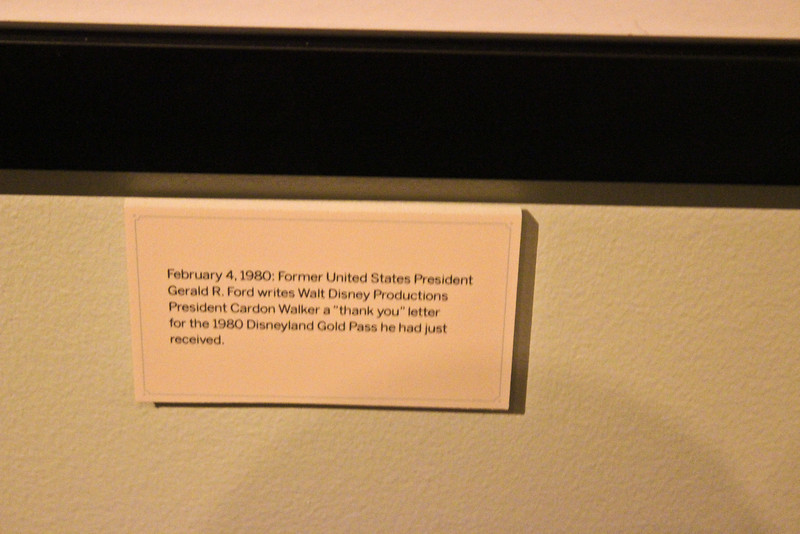 February 4, 1980: Former United States President
Gerald R. Ford writes Walt Disney Productions
President Cardon Walker a "thank you" letter
for the 1980 Disneyland Gold Pass he had just
received.